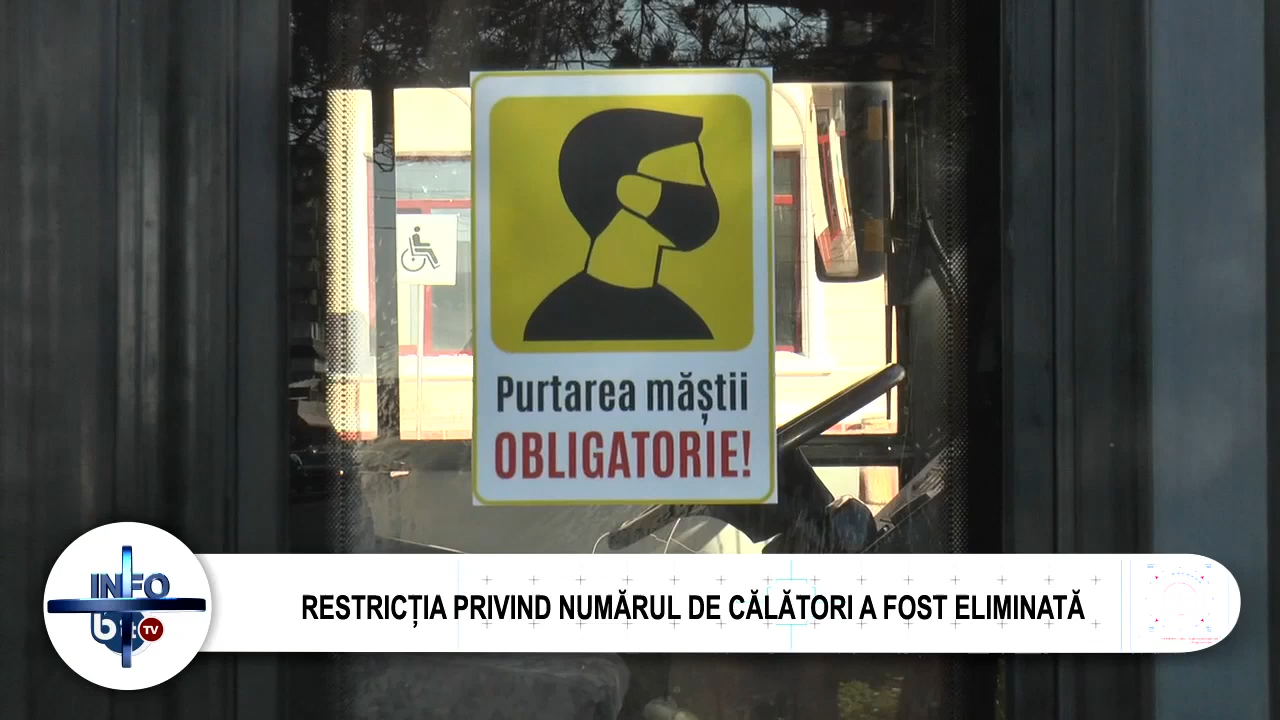 Purtarea măștii
OBLIGATORIE!
INFO
TV
RESTRICȚIA PRIVIND NUMĂRUL DE CĂLĂTORI A FOST ELIMINATĂ